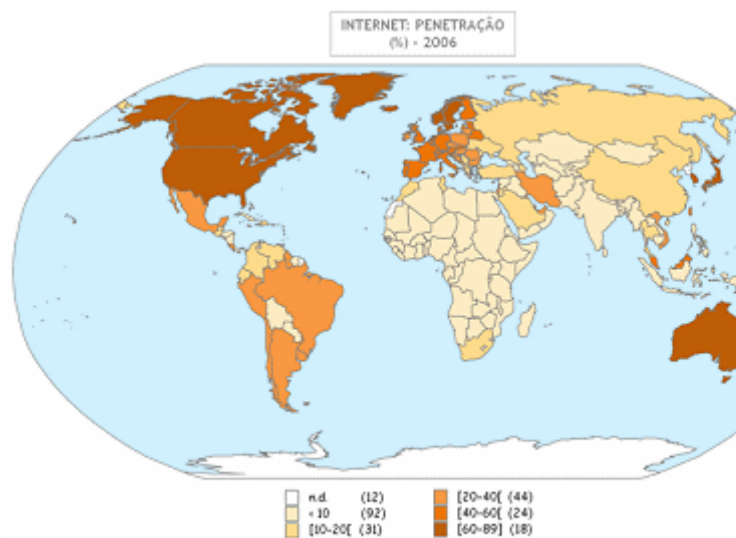 INTERNET: PENETRAÇÃO
(%) - 2006
n.d. (12)
< 10 (92)
[10-20[ (31)
[20-40[ (44)
[40-60[ (24)
[60-89] (18)